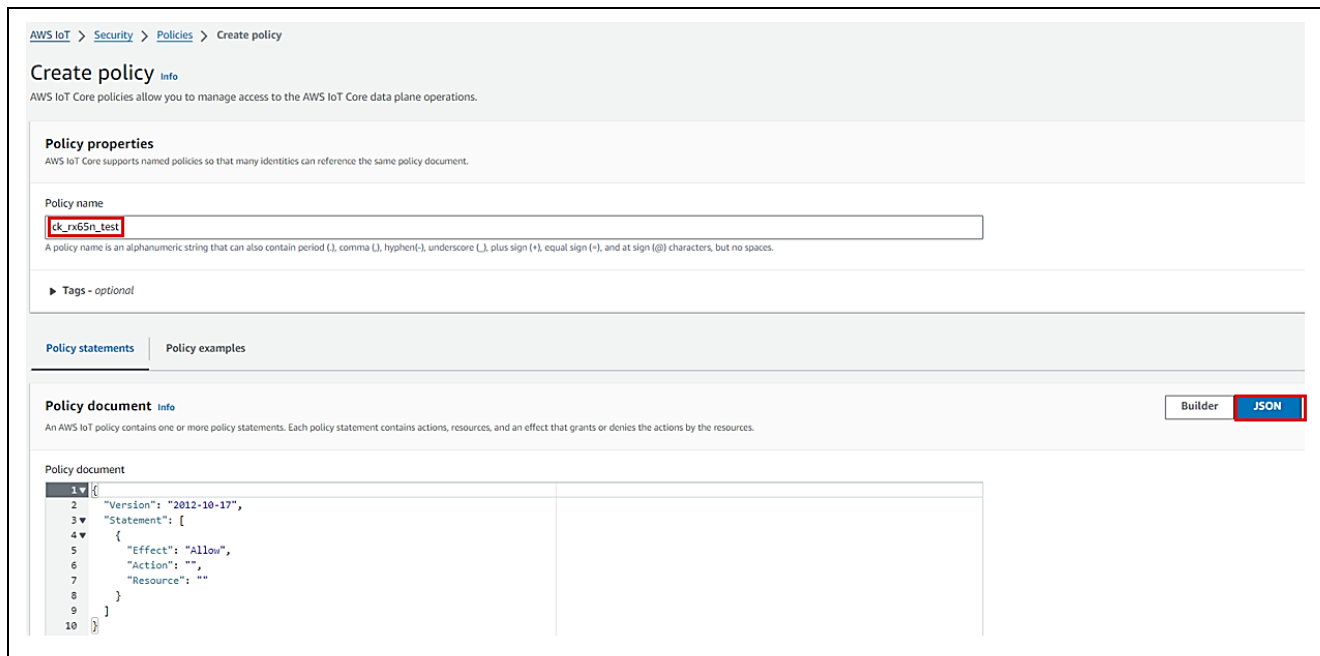 AWS IoT > Security > Policies > Create policy
Create policy Info
AWS IoT Core policies allow you to manage access to the AWS IoT Core data plane operations.
Policy properties
AWS IoT Core supports named policies so that many identities can reference the same policy document.
Policy name
ck_rx65n_test
A policy name is an alphanumeric string that can also contain period (.), comma (,), hyphen(-), underscore (_), plus sign (+), equal sign (=), and at sign (@) characters, but no spaces.
Tags - optional
Policy statements Policy examples
Policy document Info
Builder JSON
An AWS IoT policy contains one or more policy statements. Each policy statement contains actions, resources, and an effect that grants or denies the actions by the resources.
Policy document
1 {
2 "Version": "2012-10-17",
3 "Statement": [
4 {
5 "Effect": "Allow",
6 "Action": "",
7 "Resource": ""
8 }
9 ]
10 }